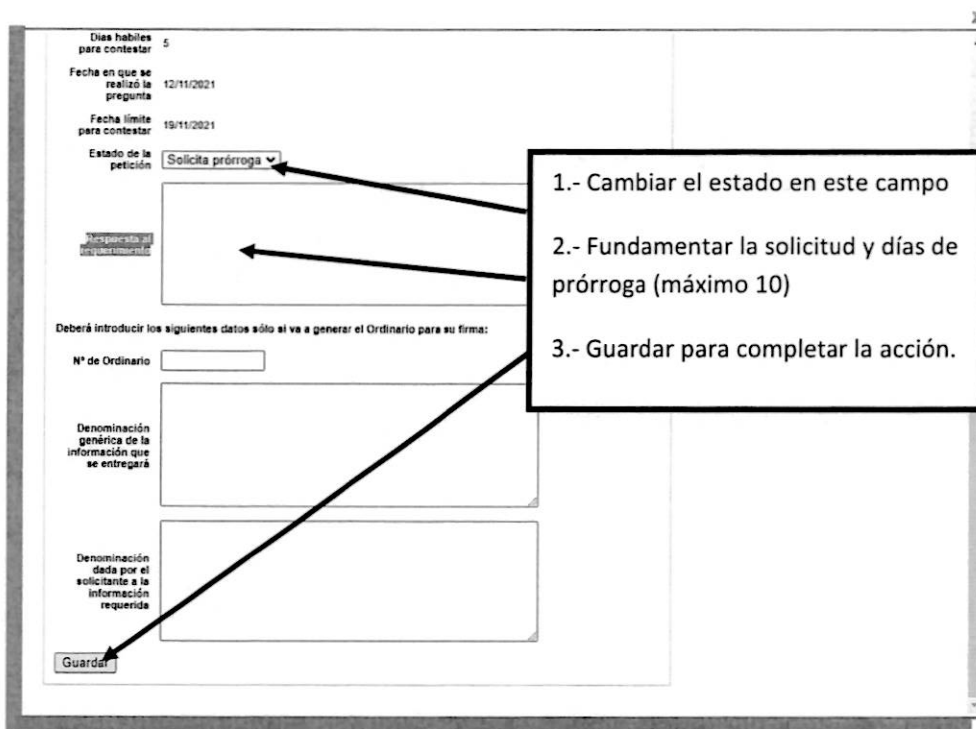 Dias habiles
para contestar 5
Fecha en que se
realizó la
pregunta 12/11/2021
Fecha límite
para contestar 19/11/2021
Estado de la
petición Solicita prórroga
Respuesta al
requerimiento
Deberá introducir los siguientes datos sólo si va a generar el Ordinario para su firma:
Nº de Ordinario
Denominación
genérica de la
información que
se entregará
Denominación
dada por el
solicitante a la
información
requerida
Guardar
1.- Cambiar el estado en este campo
2.- Fundamentar la solicitud y días de
prórroga (máximo 10)
3.- Guardar para completar la acción.